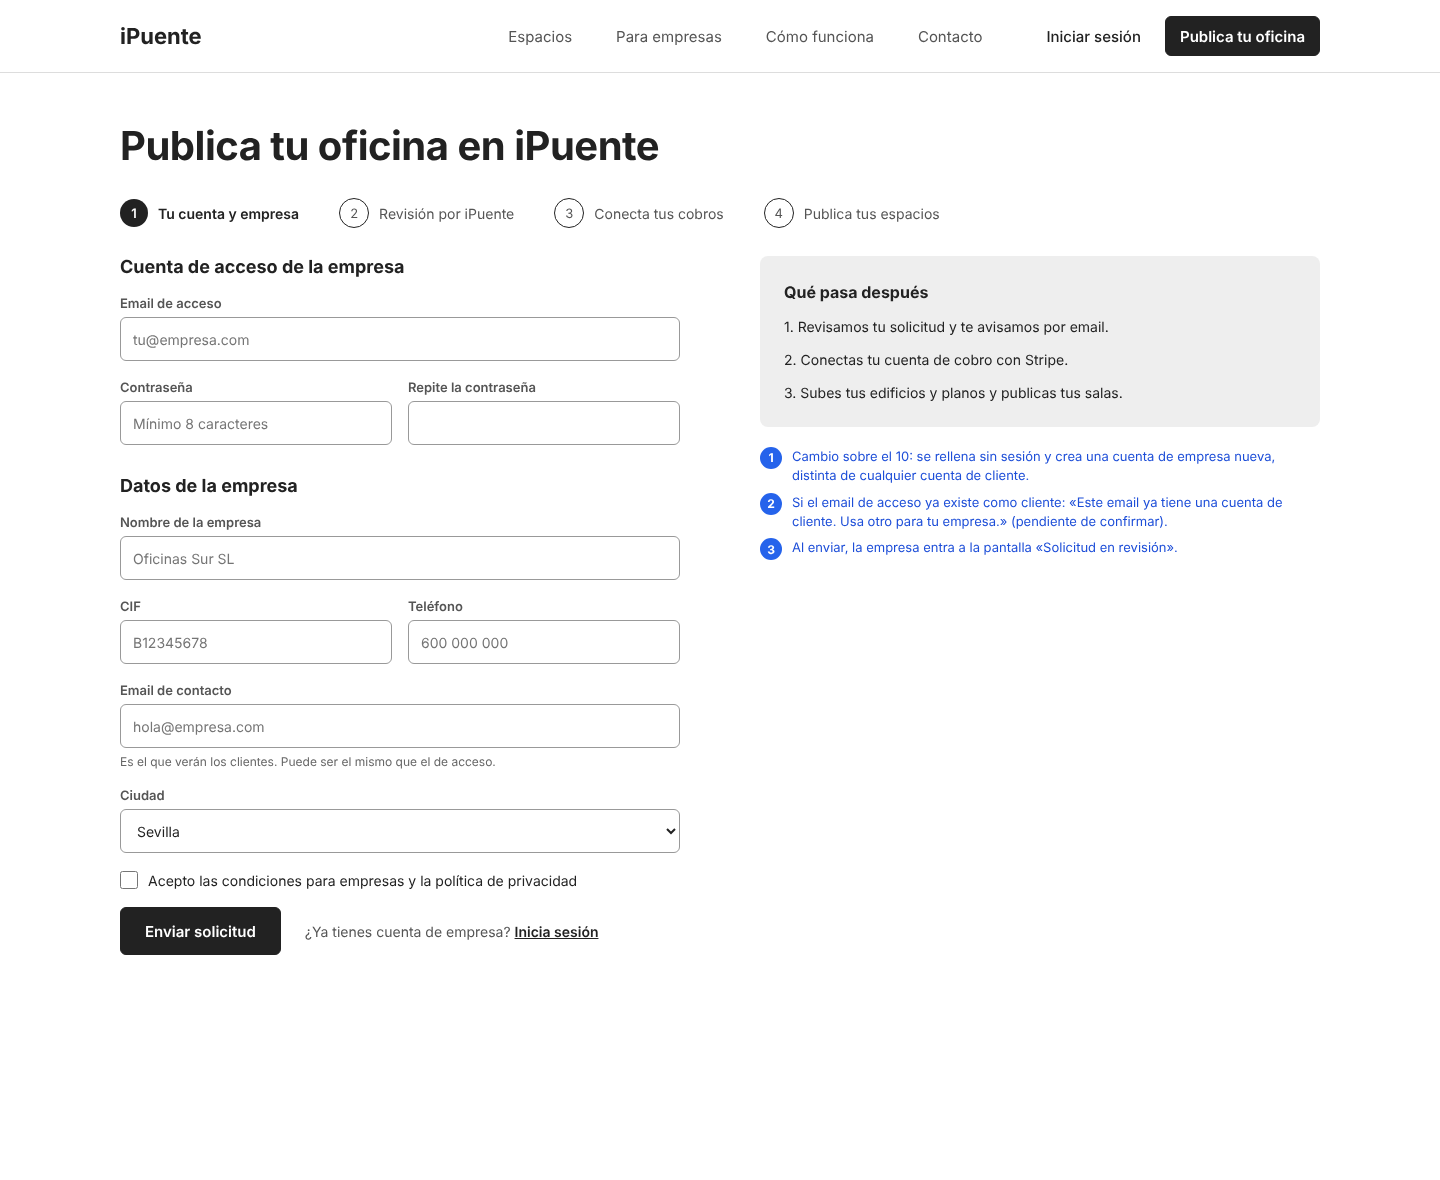 iPuente
Espacios
Para empresas
Cómo funciona
Contacto
Iniciar sesión
Publica tu oficina
Publica tu oficina en iPuente
1 Tu cuenta y empresa
2 Revisión por iPuente
3 Conecta tus cobros
4 Publica tus espacios
Cuenta de acceso de la empresa
Email de acceso
tu@empresa.com
Contraseña
Mínimo 8 caracteres
Repite la contraseña
Datos de la empresa
Nombre de la empresa
Oficinas Sur SL
CIF
B12345678
Teléfono
600 000 000
Email de contacto
hola@empresa.com
Es el que verán los clientes. Puede ser el mismo que el de acceso.
Ciudad
Sevilla
Acepto las condiciones para empresas y la política de privacidad
Enviar solicitud
¿Ya tienes cuenta de empresa? Inicia sesión
Qué pasa después
1. Revisamos tu solicitud y te avisamos por email.
2. Conectas tu cuenta de cobro con Stripe.
3. Subes tus edificios y planos y publicas tus salas.
1 Cambio sobre el 10: se rellena sin sesión y crea una cuenta de empresa nueva,
distinta de cualquier cuenta de cliente.
2 Si el email de acceso ya existe como cliente: «Este email ya tiene una cuenta de
cliente. Usa otro para tu empresa.» (pendiente de confirmar).
3 Al enviar, la empresa entra a la pantalla «Solicitud en revisión».